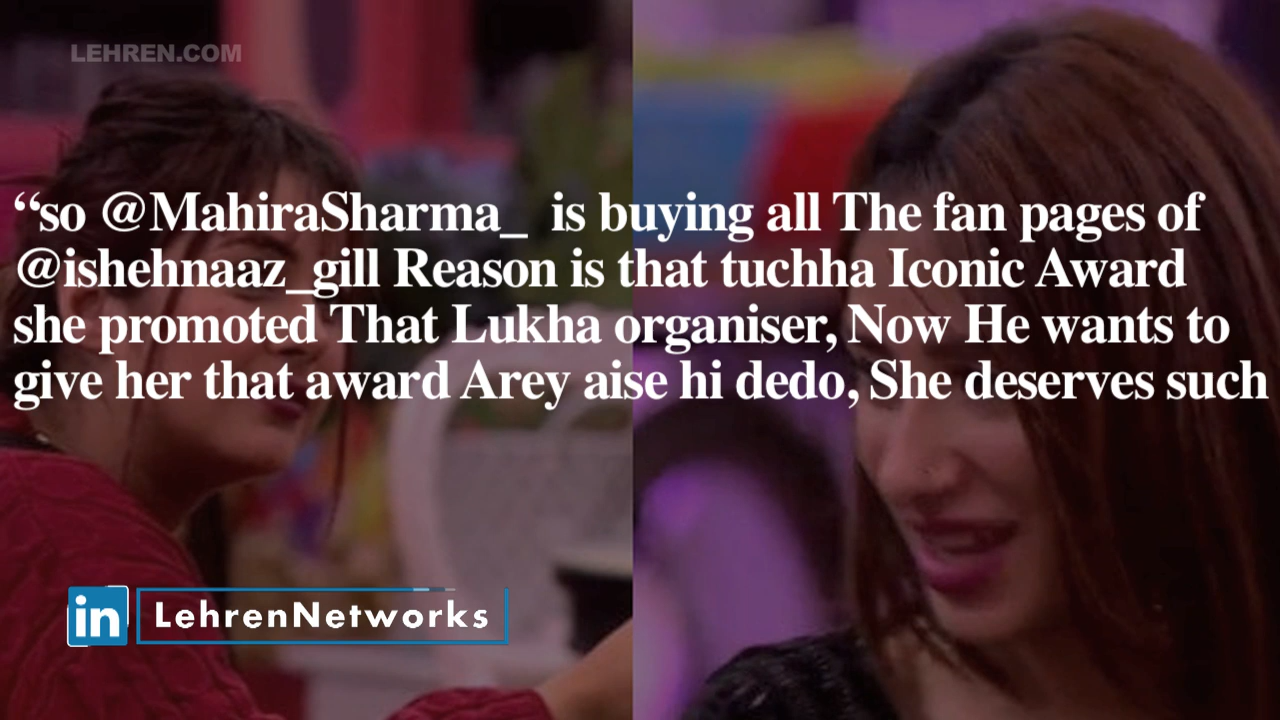 LEHREN.COM
“so @MahiraSharma_ is buying all The fan pages of
@ishehnaaz_gill Reason is that tuchha Iconic Award
she promoted That Lukha organiser, Now He wants to
give her that award Arey aise hi dedo, She deserves such
in LehrenNetworks